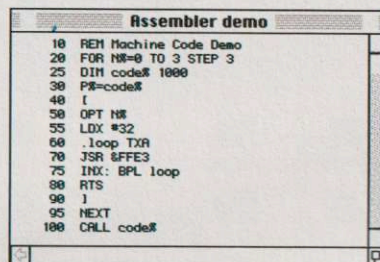 Assembler demo
10 REM Machine Code Demo
20 FOR N%=0 TO 3 STEP 3
25 DIM code% 1000
30 P%=code%
40 [
50 OPT N%
55 LDX #32
60 .loop TXA
70 JSR &FFE3
75 INX: BPL loop
80 RTS
90 ]
95 NEXT
100 CALL code%